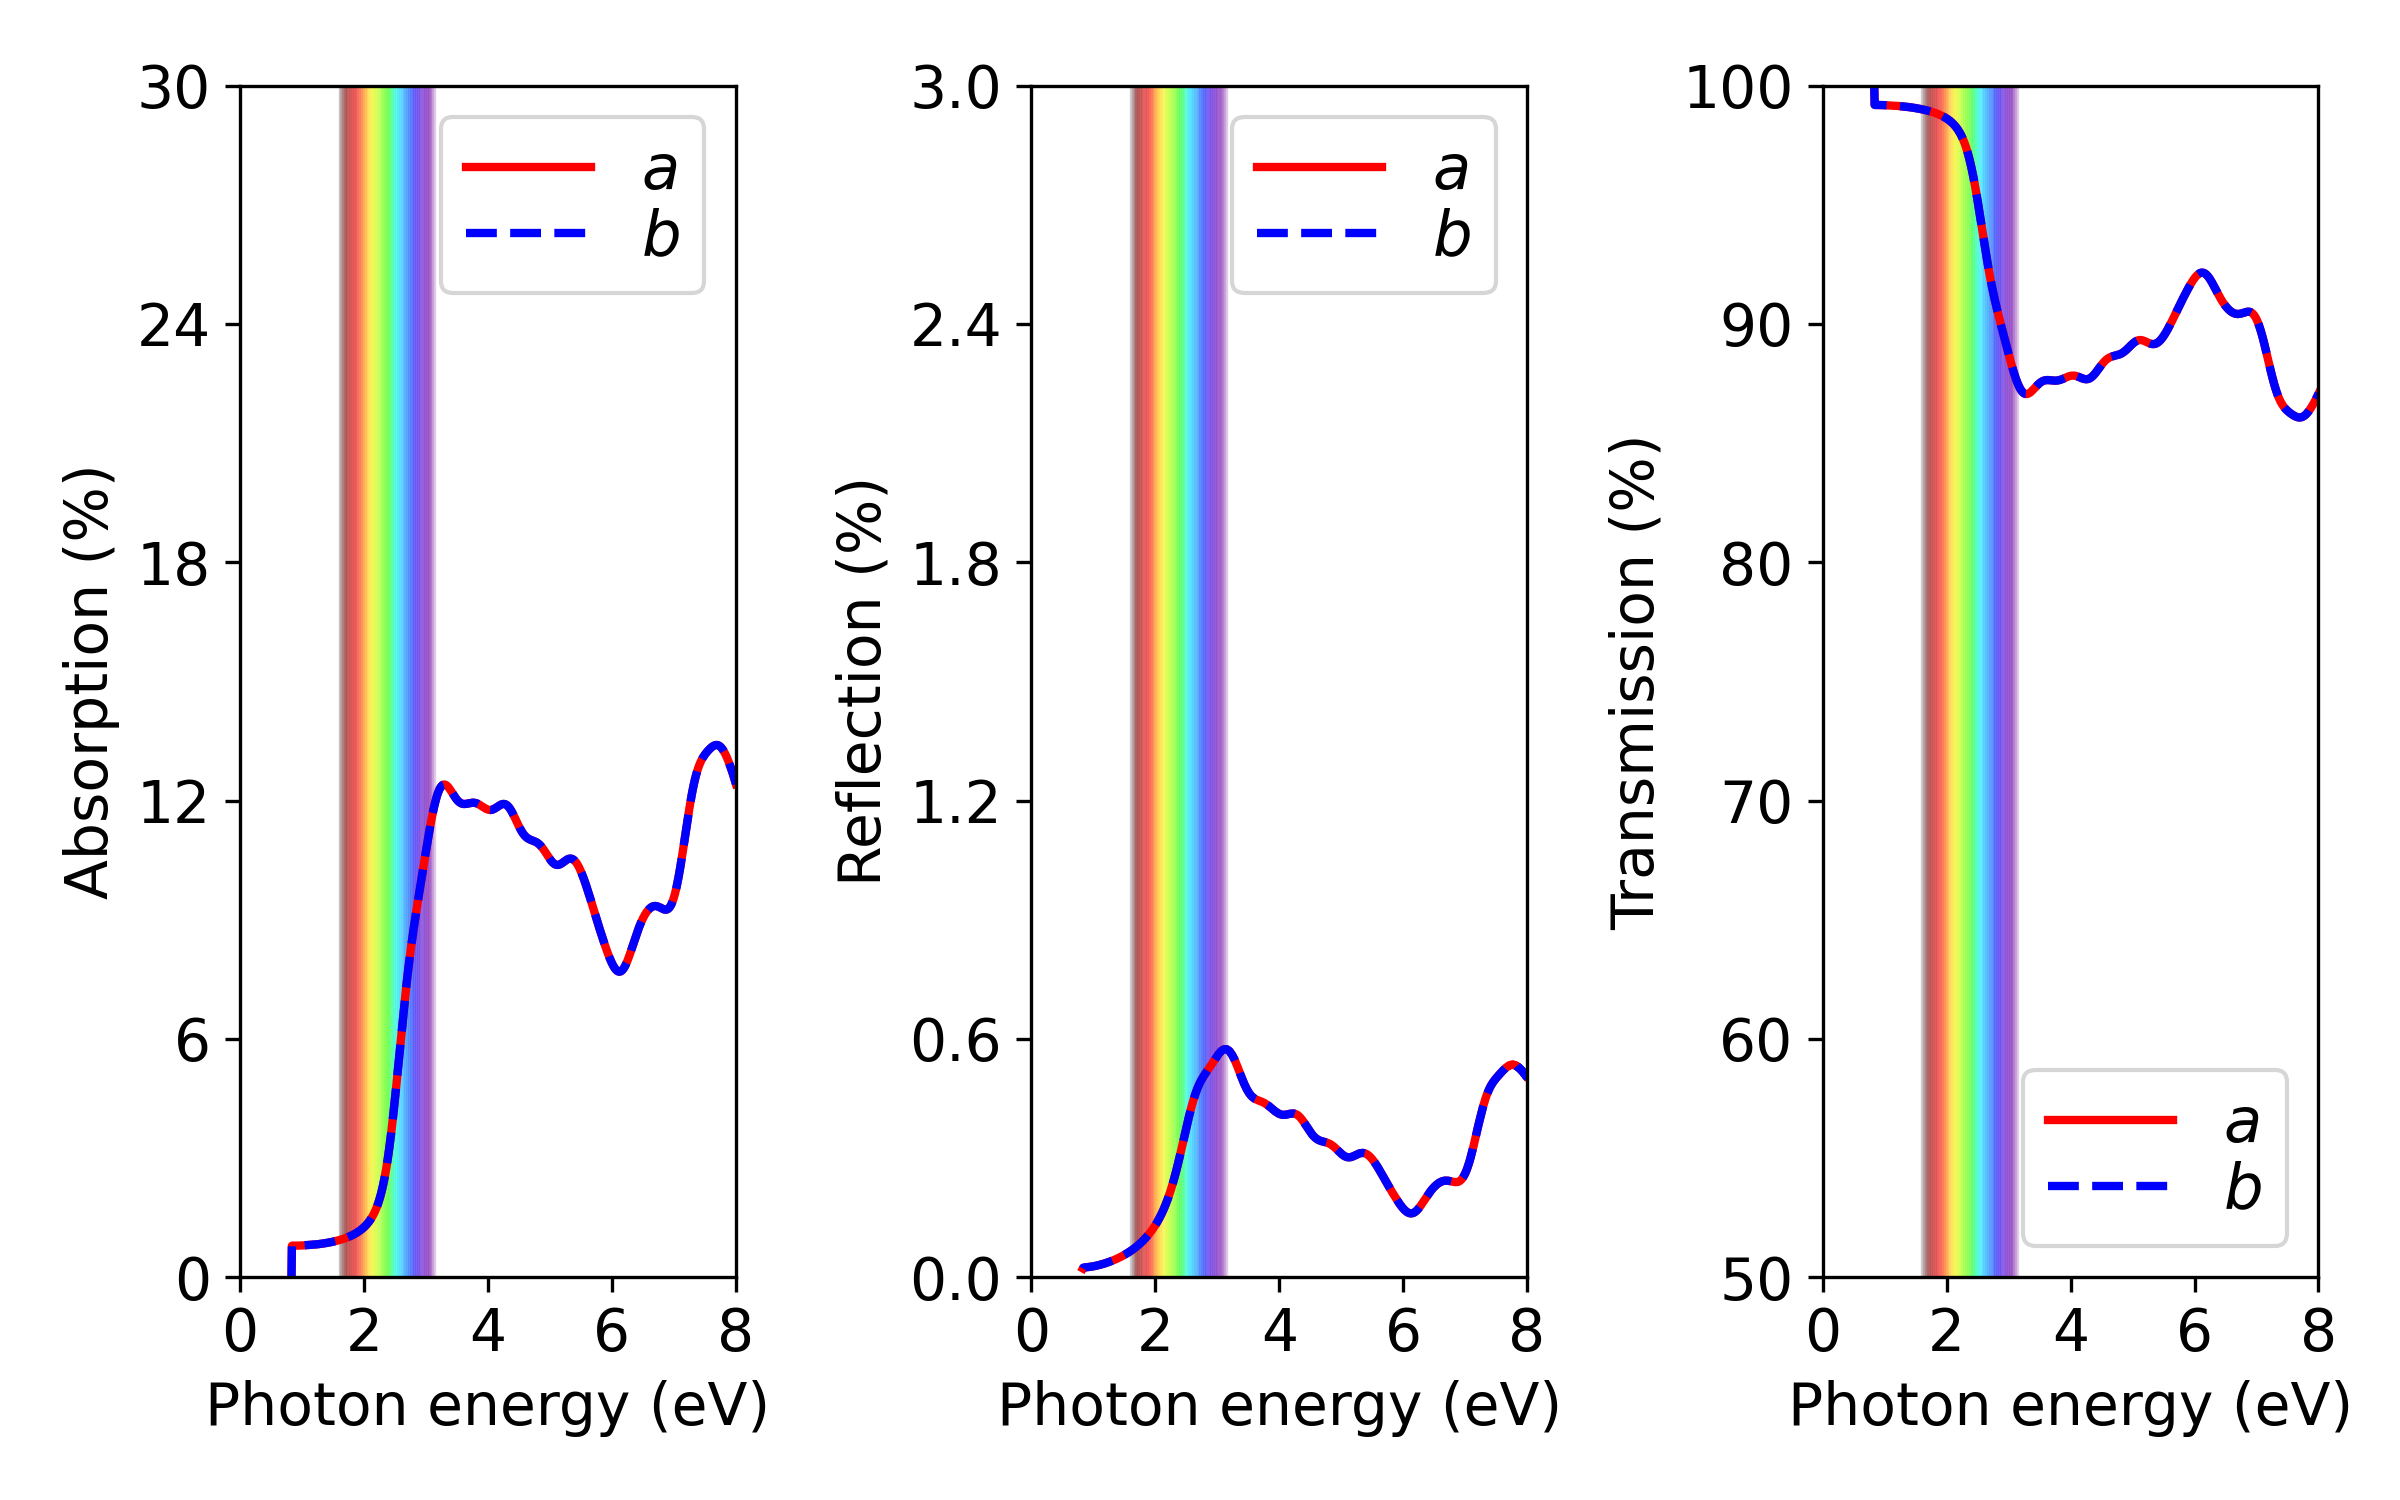 Absorption (%)
30
24
18
12
6
0
0 2 4 6 8
Photon energy (eV)
a
b
Reflection (%)
3.0
2.4
1.8
1.2
0.6
0.0
0 2 4 6 8
Photon energy (eV)
a
b
Transmission (%)
100
90
80
70
60
50
0 2 4 6 8
Photon energy (eV)
a
b